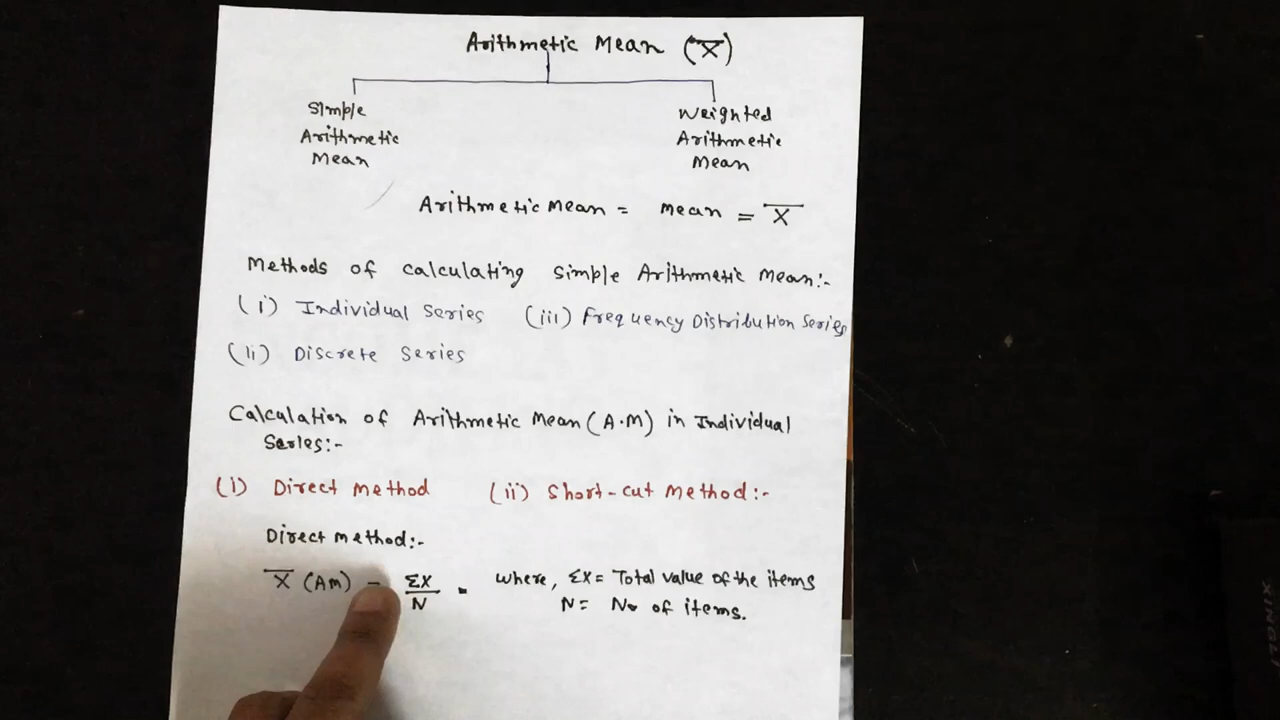 Arithmetic Mean (X̅)
Simple Arithmetic Mean
Weighted Arithmetic Mean
Arithmetic Mean = Mean = X̅
Methods of calculating Simple Arithmetic Mean:-
(i) Individual Series (iii) Frequency Distribution Series
(ii) Discrete Series
Calculation of Arithmetic Mean (A.M) in Individual
Series:-
(i) Direct Method (ii) Short-cut Method:-
Direct method:-
X̅ (AM) = ΣX/N . where, ΣX = Total value of the items
N = No of items.